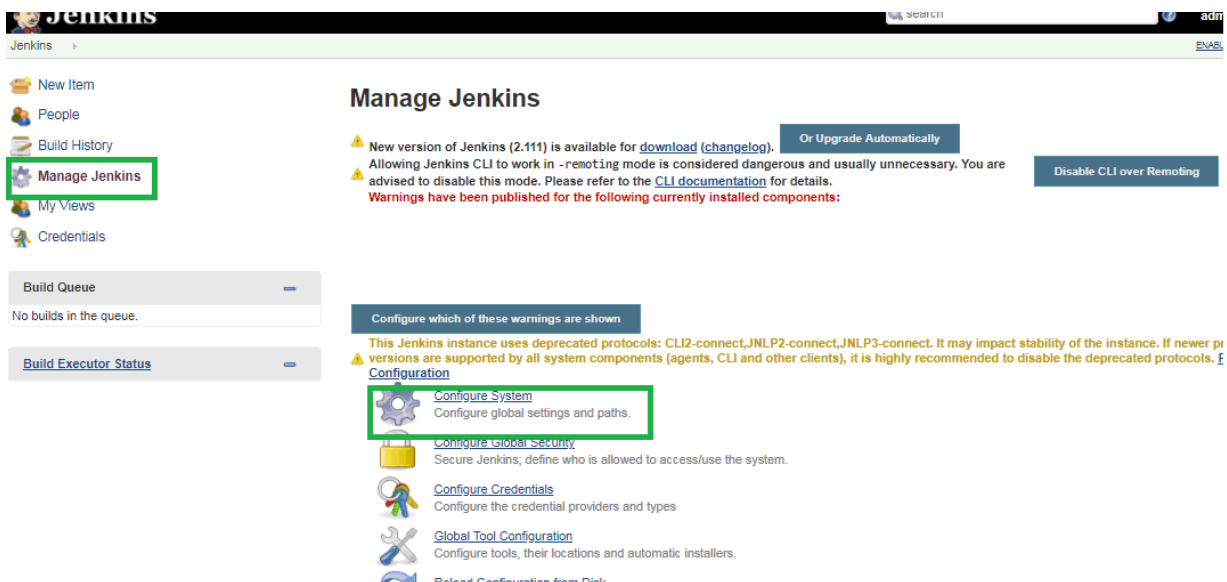 Jenkins
search
adm
Jenkins
ENABL
New Item
People
Build History
Manage Jenkins
My Views
Credentials
Build Queue
No builds in the queue.
Build Executor Status
Manage Jenkins
New version of Jenkins (2.111) is available for download (changelog).
Or Upgrade Automatically
Allowing Jenkins CLI to work in -remoting mode is considered dangerous and usually unnecessary. You are
advised to disable this mode. Please refer to the CLI documentation for details.
Disable CLI over Remoting
Warnings have been published for the following currently installed components:
Configure which of these warnings are shown
This Jenkins instance uses deprecated protocols: CLI2-connect,JNLP2-connect,JNLP3-connect. It may impact stability of the instance. If newer pr
versions are supported by all system components (agents, CLI and other clients), it is highly recommended to disable the deprecated protocols.
Configuration
Configure System
Configure global settings and paths.
Configure Global Security
Secure Jenkins; define who is allowed to access/use the system.
Configure Credentials
Configure the credential providers and types
Global Tool Configuration
Configure tools, their locations and automatic installers.
Reload Configuration from Disk